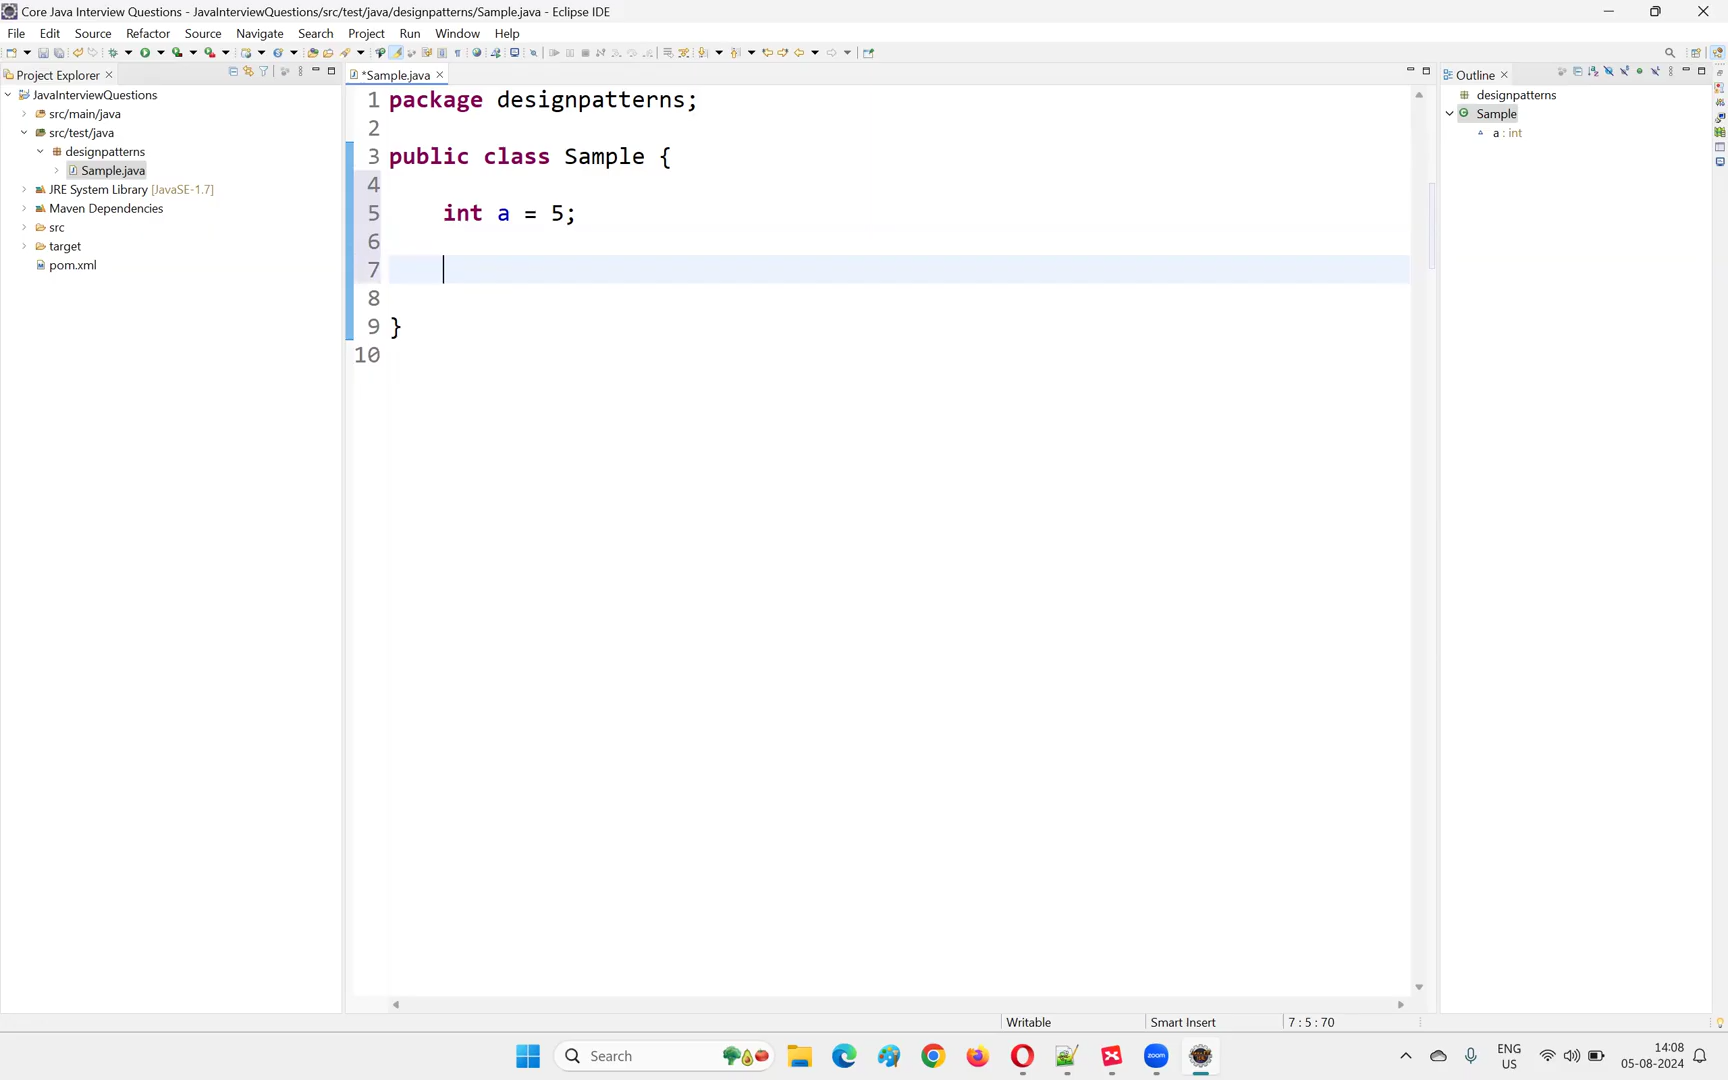 Core Java Interview Questions - JavaInterviewQuestions/src/test/java/designpatterns/Sample.java - Eclipse IDE
File Edit Window Source Refactor Source Navigate Search Project Run Window Help
Project Explorer
JavaInterviewQuestions
src/main/java
src/test/java
designpatterns
Sample.java
JRE System Library [JavaSE-1.7]
Maven Dependencies
src
target
pom.xml
*Sample.java
1 package designpatterns;
2
3 public class Sample {
4
5 int a = 5;
6
7
8
9 }
10
Outline
designpatterns
Sample
a : int
Writable Smart Insert 7 : 5 : 70
Search
zoom
ENG
US
14:08
05-08-2024